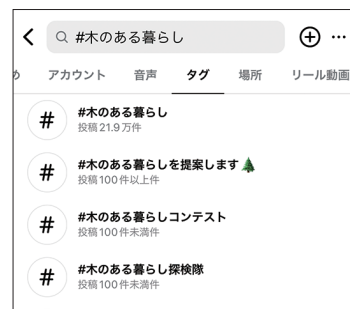 #木のある暮らし
め アカウント 音声 タグ 場所 リール動画
#木のある暮らし
投稿21.9万件
#木のある暮らしを提案します🌲
投稿100件以上件
#木のある暮らしコンテスト
投稿100件未満件
#木のある暮らし探検隊
投稿100件未満件